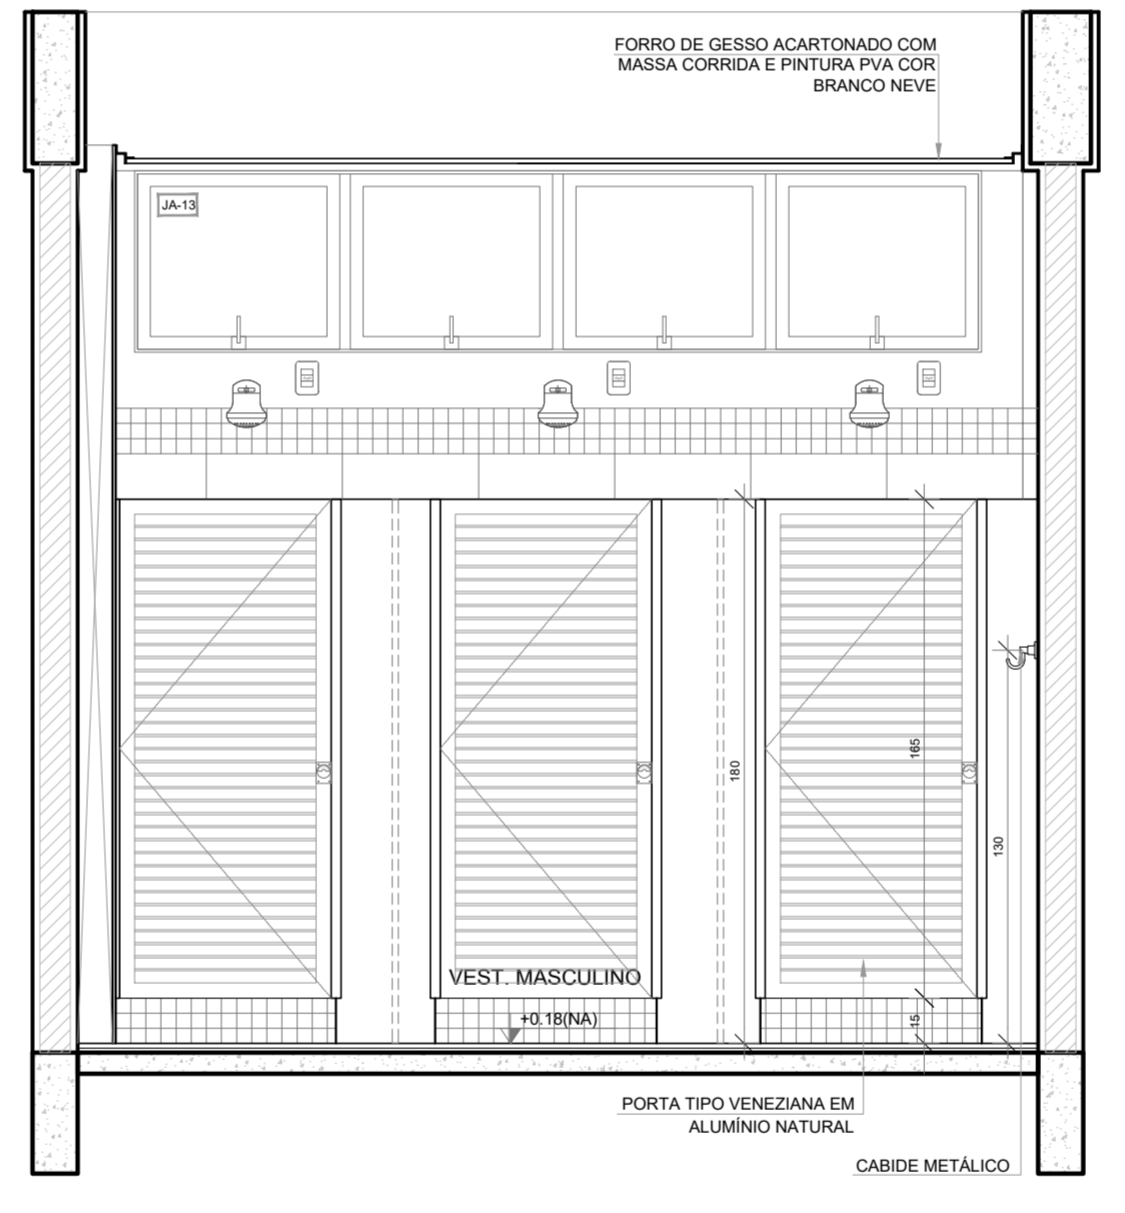 FORRO DE GESSO ACARTONADO COM
MASSA CORRIDA E PINTURA PVA COR
BRANCO NEVE
JA-13
165
180
130
VEST. MASCULINO
+0.18(NA)
15
PORTA TIPO VENEZIANA EM
ALUMÍNIO NATURAL
CABIDE METÁLICO